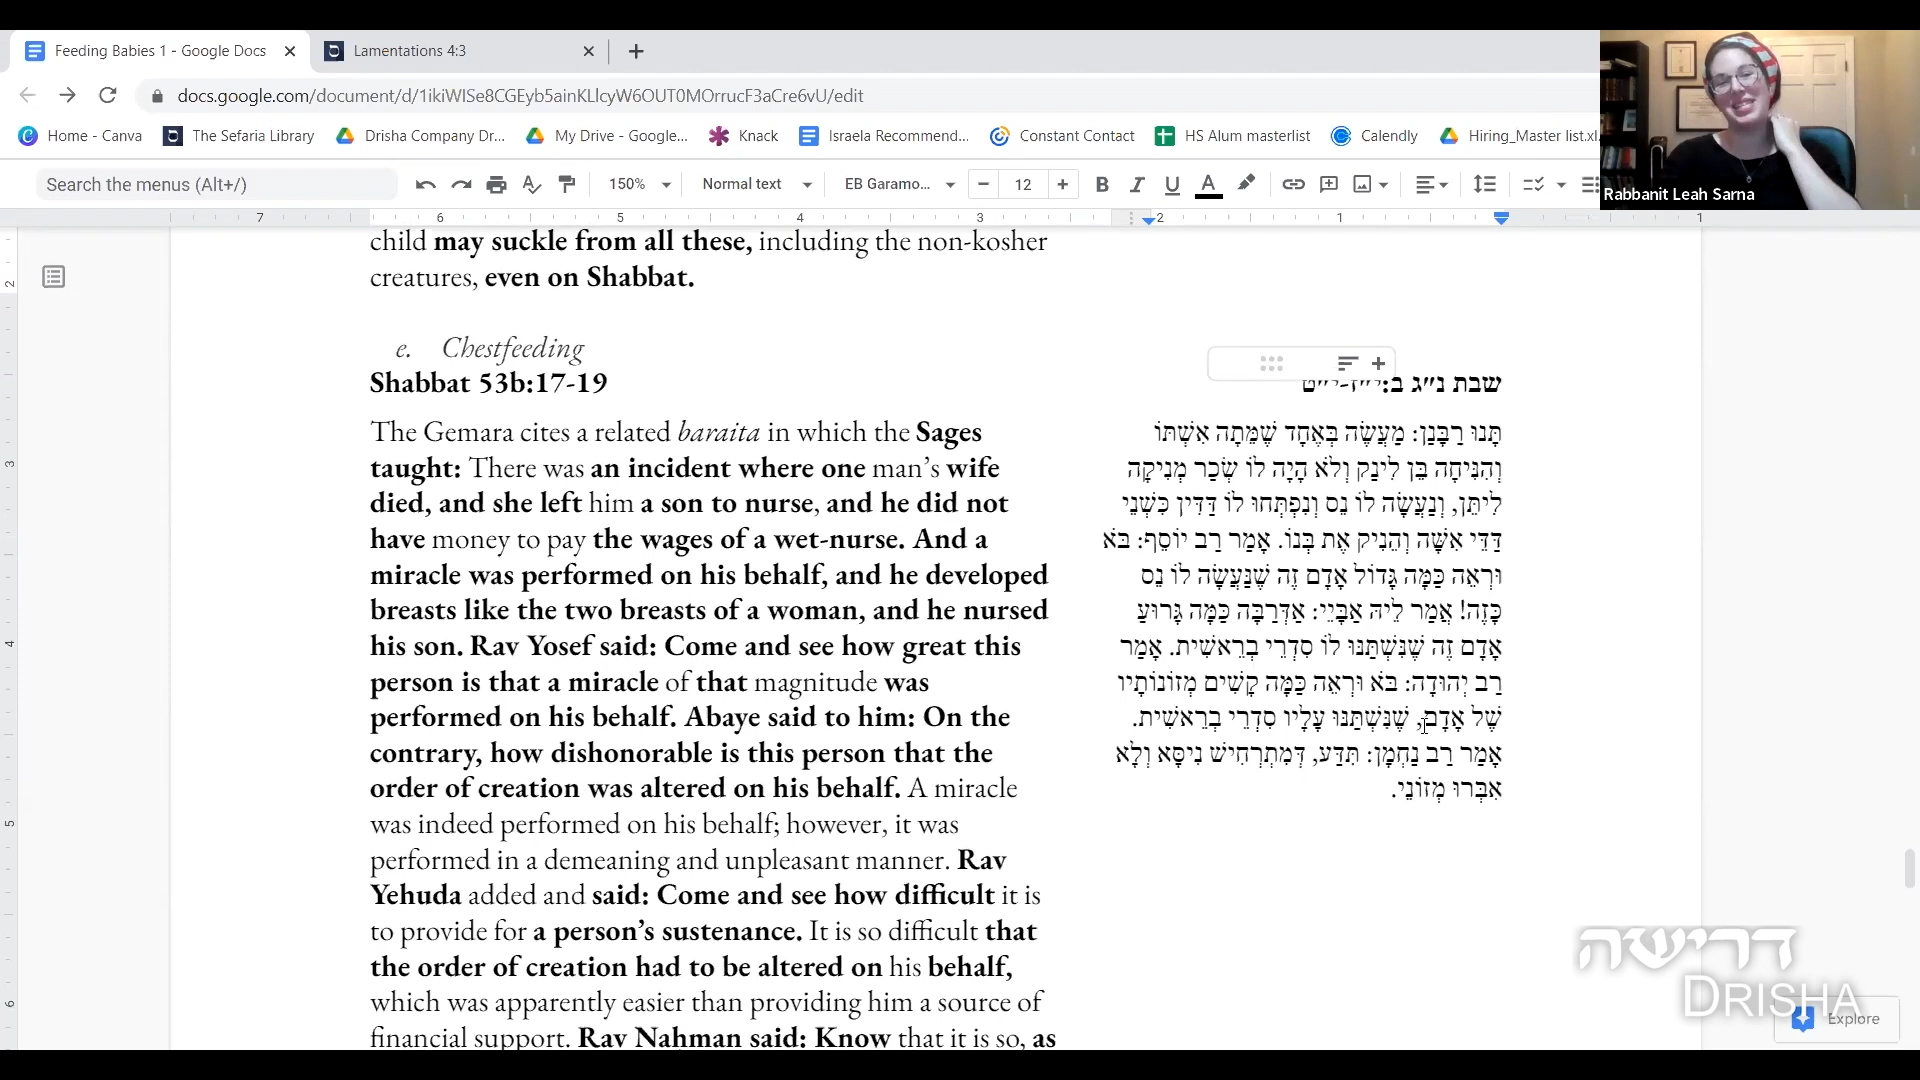 Feeding Babies 1 - Google Docs
Lamentations 4:3
docs.google.com/document/d/1ikiWlSe8CGEyb5ainKLlcyW6OUT0MOrrucF3aCre6vU/edit
Home - Canva
The Sefaria Library
Drisha Company Dr...
My Drive - Google...
Knack
Israela Recommend...
Constant Contact
HS Alum masterlist
Calendly
Hiring_Master list.xl
Rabbanit Leah Sarna
Search the menus (Alt+/)
150%
Normal text
EB Garamo...
12
7 6 5 4 3 2 1 1
child may suckle from all these, including the non-kosher
creatures, even on Shabbat.
e. Chestfeeding
Shabbat 53b:17-19
The Gemara cites a related baraita in which the Sages
taught: There was an incident where one man's wife
died, and she left him a son to nurse, and he did not
have money to pay the wages of a wet-nurse. And a
miracle was performed on his behalf, and he developed
breasts like the two breasts of a woman, and he nursed
his son. Rav Yosef said: Come and see how great this
person is that a miracle of that magnitude was
performed on his behalf. Abaye said to him: On the
contrary, how dishonorable is this person that the
order of creation was altered on his behalf. A miracle
was indeed performed on his behalf; however, it was
performed in a demeaning and unpleasant manner. Rav
Yehuda added and said: Come and see how difficult it is
to provide for a person's sustenance. It is so difficult that
the order of creation had to be altered on his behalf,
which was apparently easier than providing him a source of
financial support. Rav Nahman said: Know that it is so, as
שבת נ״ג ב:י״ז-י״ט
תָּנוּ רַבָּנַן: מַעֲשֶׂה בְּאֶחָד שֶׁמֵּתָה אִשְׁתּוֹ
וְהִנִּיחָה בֵּן לִינַק וְלֹא הָיָה לוֹ שְׂכַר מְנִיקָה
לִיתֵּן, וְנַעֲשָׂה לוֹ נֵס וְנִפְתְּחוּ לוֹ דַּדִּין כִּשְׁנֵי
דַּדֵּי אִשָּׁה וְהֵנִיק אֶת בְּנוֹ. אָמַר רַב יוֹסֵף: בֹּא
וּרְאֵה כַּמָּה גָּדוֹל אָדָם זֶה שֶׁנַּעֲשָׂה לוֹ נֵס
כָּזֶה! אֲמַר לֵיהּ אַבָּיֵי: אַדְּרַבָּה כַּמָּה גָּרוּעַ
אָדָם זֶה שֶׁנִּשְׁתַּנּוּ לוֹ סִדְרֵי בְרֵאשִׁית. אָמַר
רַב יְהוּדָה: בֹּא וּרְאֵה כַּמָּה קָשִׁים מְזוֹנוֹתָיו
שֶׁל אָדָם, שֶׁנִּשְׁתַּנּוּ עָלָיו סִדְרֵי בְרֵאשִׁית.
אָמַר רַב נַחְמָן: תִּדַּע, דְּמִתְרְחִישׁ נִיסָּא וְלָא
אִבְּרוּ מְזוֹנֵי.
דרישה
DRISHA
Explore